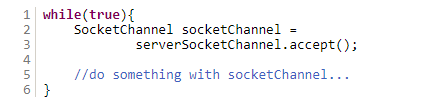 1 while(true){
2     SocketChannel socketChannel =
3             serverSocketChannel.accept();
4
5     //do something with socketChannel...
6 }